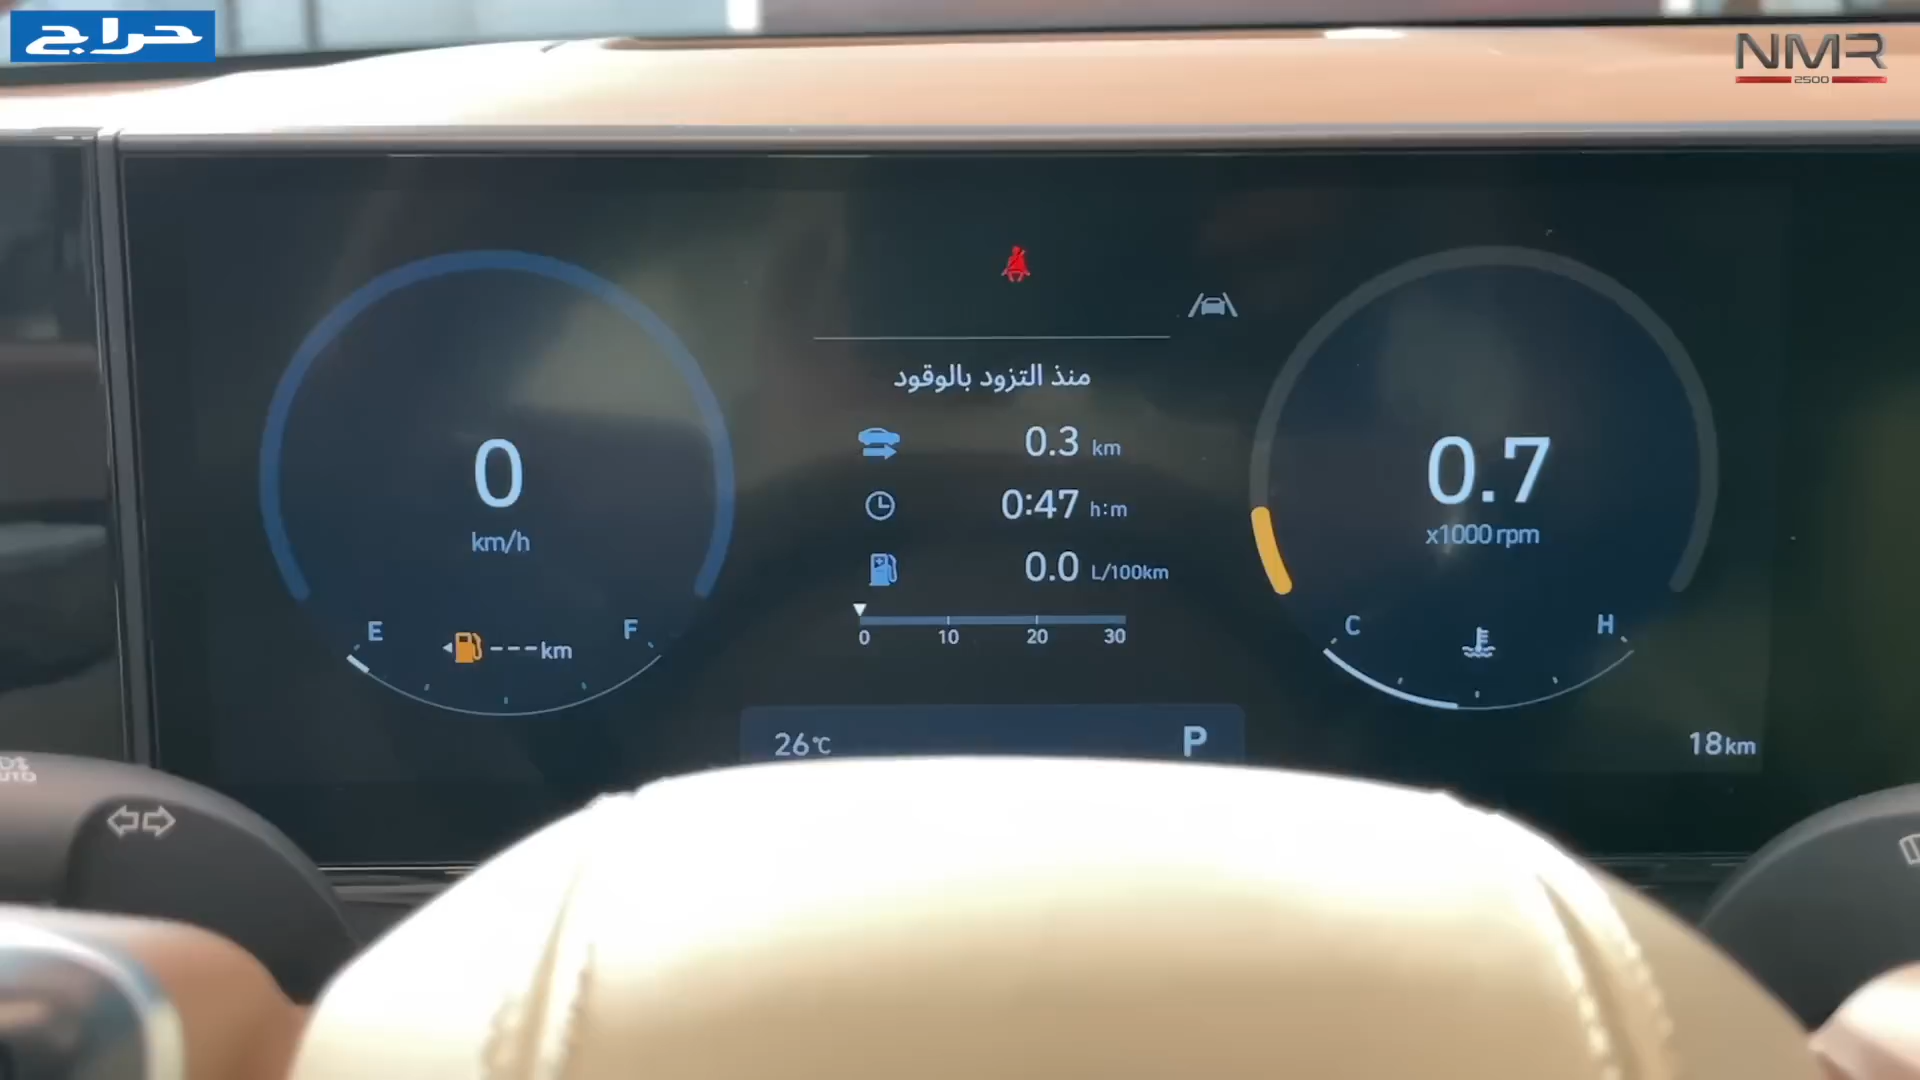 حراج
NMR
2500
منذ التزود بالوقود
0.3 km
0:47 h:m
0.0 L/100km
0 10 20 30
0
km/h
E F
---km
0.7
x1000 rpm
C H
26°C P
18km
AUTO